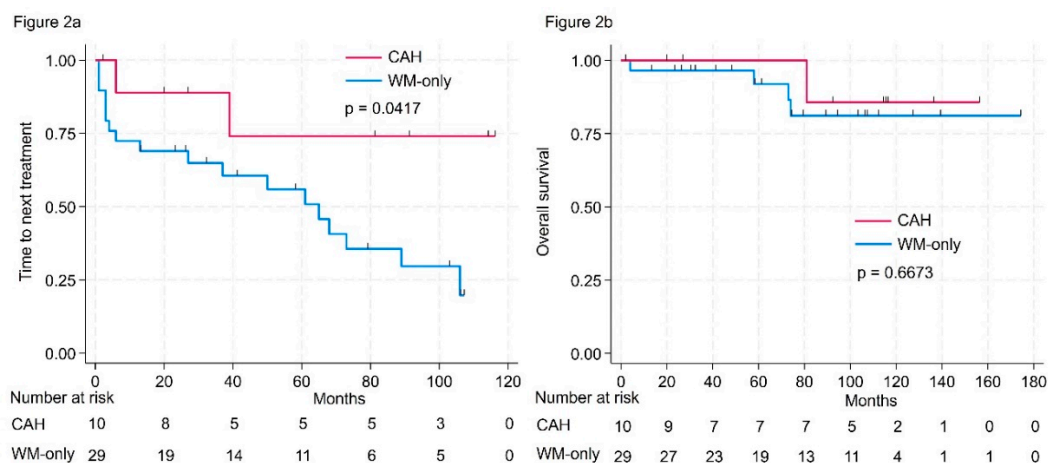 Figure 2a
Time to next treatment
1.00
0.75
0.50
0.25
0.00
CAH
WM-only
p = 0.0417
0 20 40 60 80 100 120
Months
Number at risk
CAH 10 8 5 5 5 3 0
WM-only 29 19 14 11 6 5 0
Figure 2b
Overall survival
1.00
0.75
0.50
0.25
0.00
CAH
WM-only
p = 0.6673
0 20 40 60 80 100 120 140 160 180
Months
Number at risk
CAH 10 9 7 7 7 5 2 1 0 0
WM-only 29 27 23 19 13 11 4 1 1 0